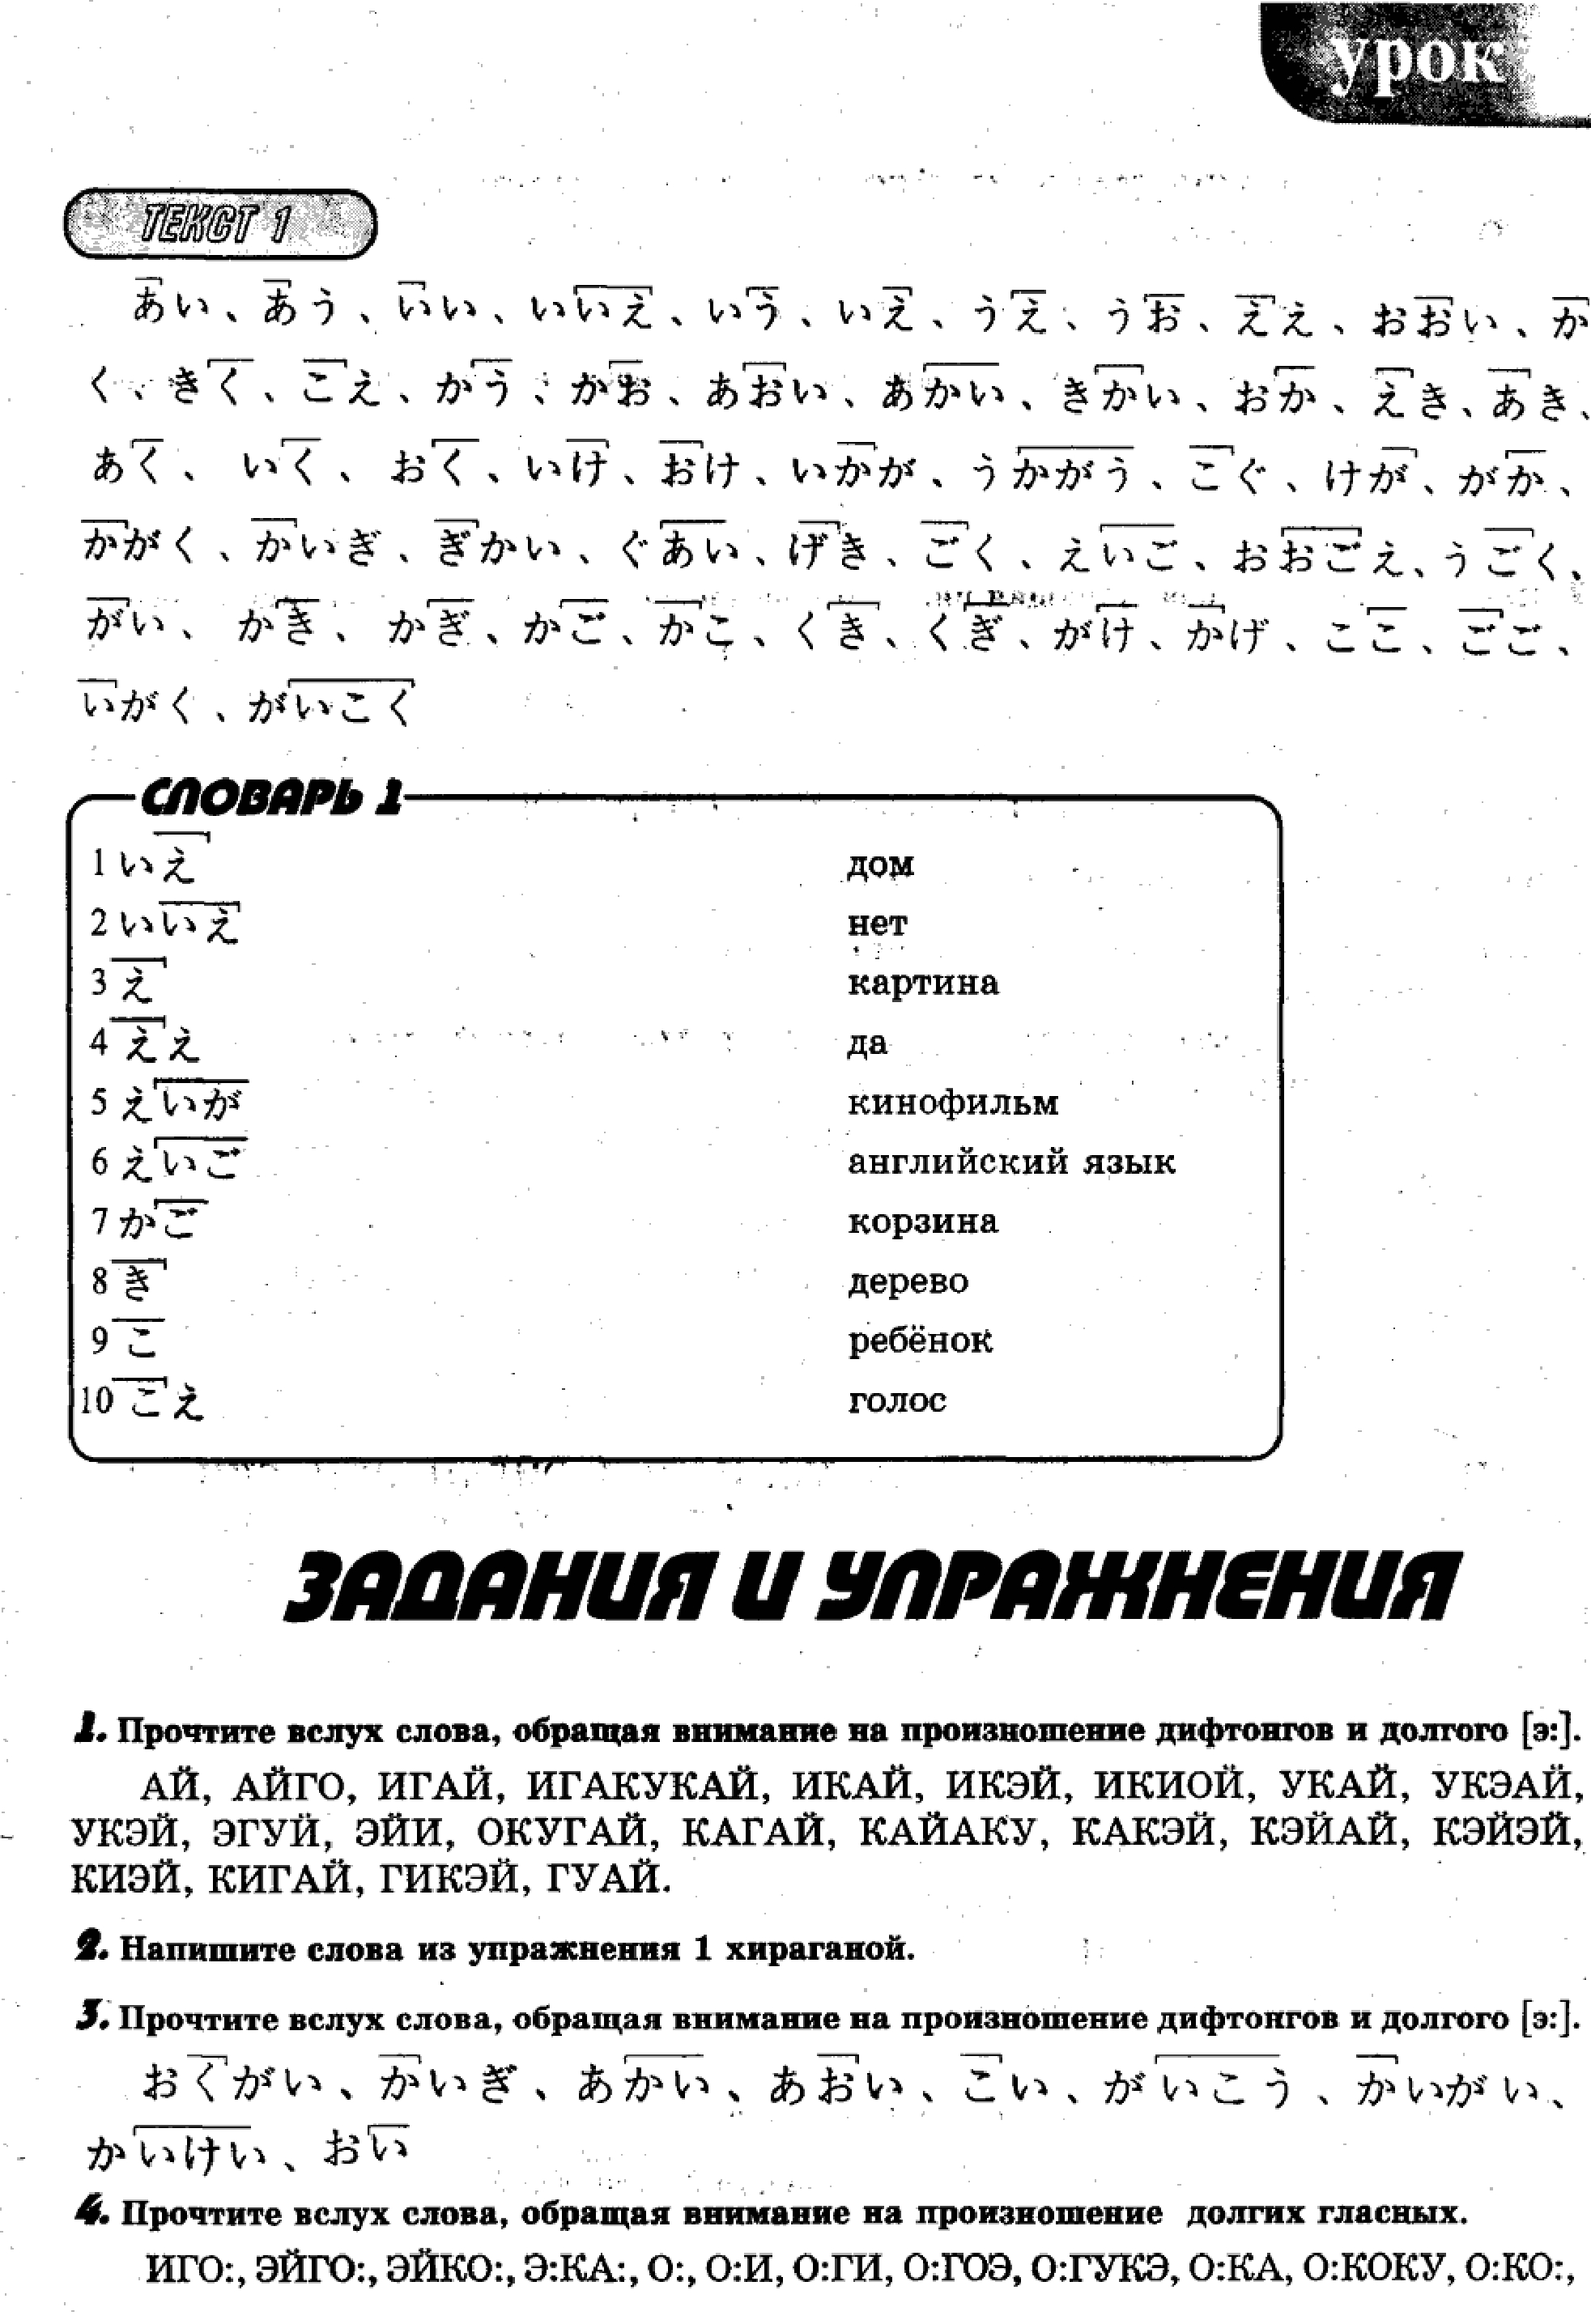 урок
ТЕКСТ 1
あい、あう、いい、いいえ、いう、いえ、うえ、うお、ええ、おおい、か
く、きく、こえ、かう、かお、あおい、あかい、きかい、おか、えき、あき、
あく、いく、おく、いけ、おけ、いかが、うかがう、こぐ、けが、がか、
かがく、かいぎ、ぎかい、ぐあい、げき、ごく、えいご、おおごえ、うごく、
がい、かき、かぎ、かご、かこ、くき、くぎ、がけ、かげ、ここ、ごご、
いがく、がいこく
СЛОВАРЬ 1
1 いえ дом
2 いいえ нет
3 え картина
4 ええ да
5 えいが кинофильм
6 えいご английский язык
7 かご корзина
8 き дерево
9 こ ребёнок
10 こえ голос
ЗАДАНИЯ И УПРАЖНЕНИЯ
1. Прочтите вслух слова, обращая внимание на произношение дифтонгов и долгого [э:].
АЙ, АЙГО, ИГАЙ, ИГАКУКАЙ, ИКАЙ, ИКЭЙ, ИКИОЙ, УКАЙ, УКЭАЙ,
УКЭЙ, ЭГУЙ, ЭЙИ, ОКУГАЙ, КАГАЙ, КАЙАКУ, КАКЭЙ, КЭЙАЙ, КЭЙЭЙ,
КИЭЙ, КИГАЙ, ГИКЭЙ, ГУАЙ.
2. Напишите слова из упражнения 1 хираганой.
3. Прочтите вслух слова, обращая внимание на произношение дифтонгов и долгого [э:].
おくがい、かいぎ、あかい、あおい、こい、がいこう、かいがい、
かいけい、おい
4. Прочтите вслух слова, обращая внимание на произношение долгих гласных.
ИГО:, ЭЙГО:, ЭЙКО:, Э:КА:, О:, О:И, О:ГИ, О:ГОЭ, О:ГУКЭ, О:КА, О:КОКУ, О:КО:,